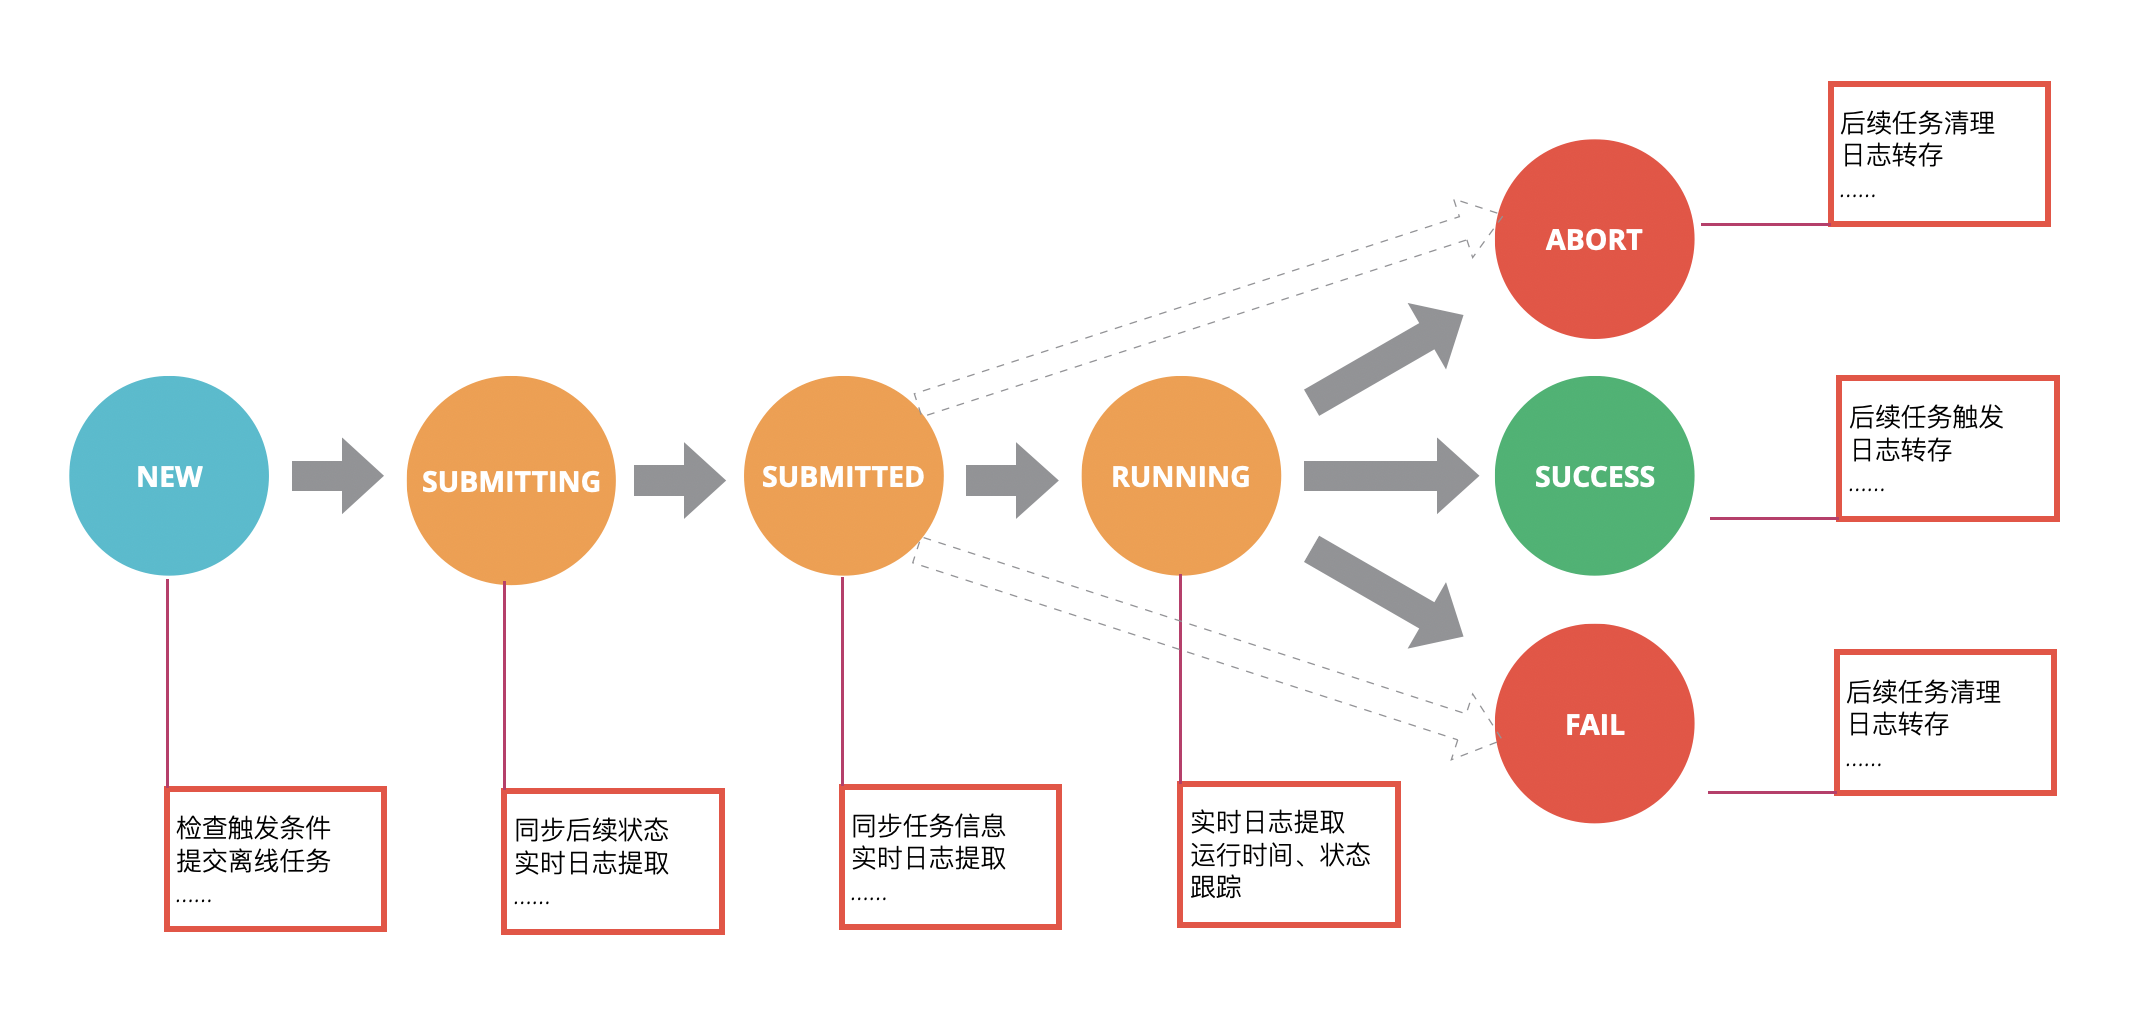 NEW
SUBMITTING
SUBMITTED
RUNNING
ABORT
SUCCESS
FAIL
后续任务清理
日志转存
......
后续任务触发
日志转存
......
后续任务清理
日志转存
......
检查触发条件
提交离线任务
......
同步后续状态
实时日志提取
......
同步任务信息
实时日志提取
......
实时日志提取
运行时间、状态
跟踪